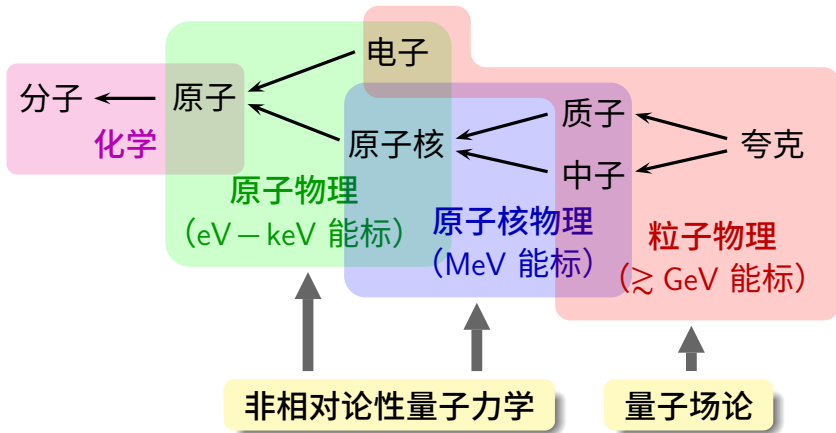 电子
分子
原子
化学
原子核
质子
中子
夸克
原子物理
（eV－keV 能标）
原子核物理
（MeV 能标）
粒子物理
（≳ GeV 能标）
非相对论性量子力学
量子场论